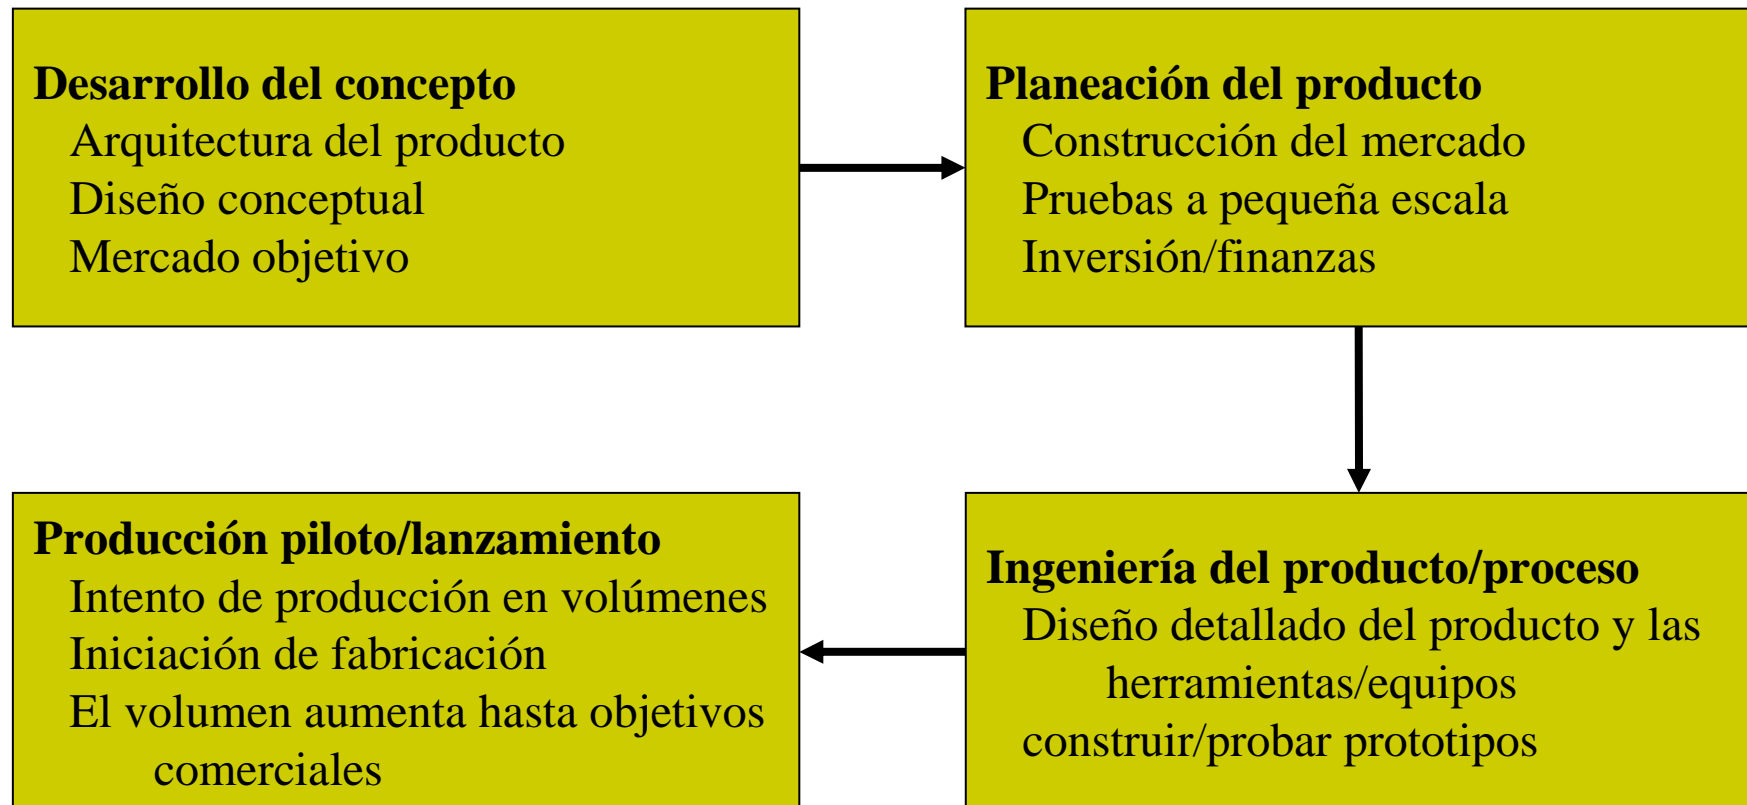 Desarrollo del concepto
Arquitectura del producto
Diseño conceptual
Mercado objetivo
Planeación del producto
Construcción del mercado
Pruebas a pequeña escala
Inversión/finanzas
Ingeniería del producto/proceso
Diseño detallado del producto y las
herramientas/equipos
construir/probar prototipos
Producción piloto/lanzamiento
Intento de producción en volúmenes
Iniciación de fabricación
El volumen aumenta hasta objetivos
comerciales